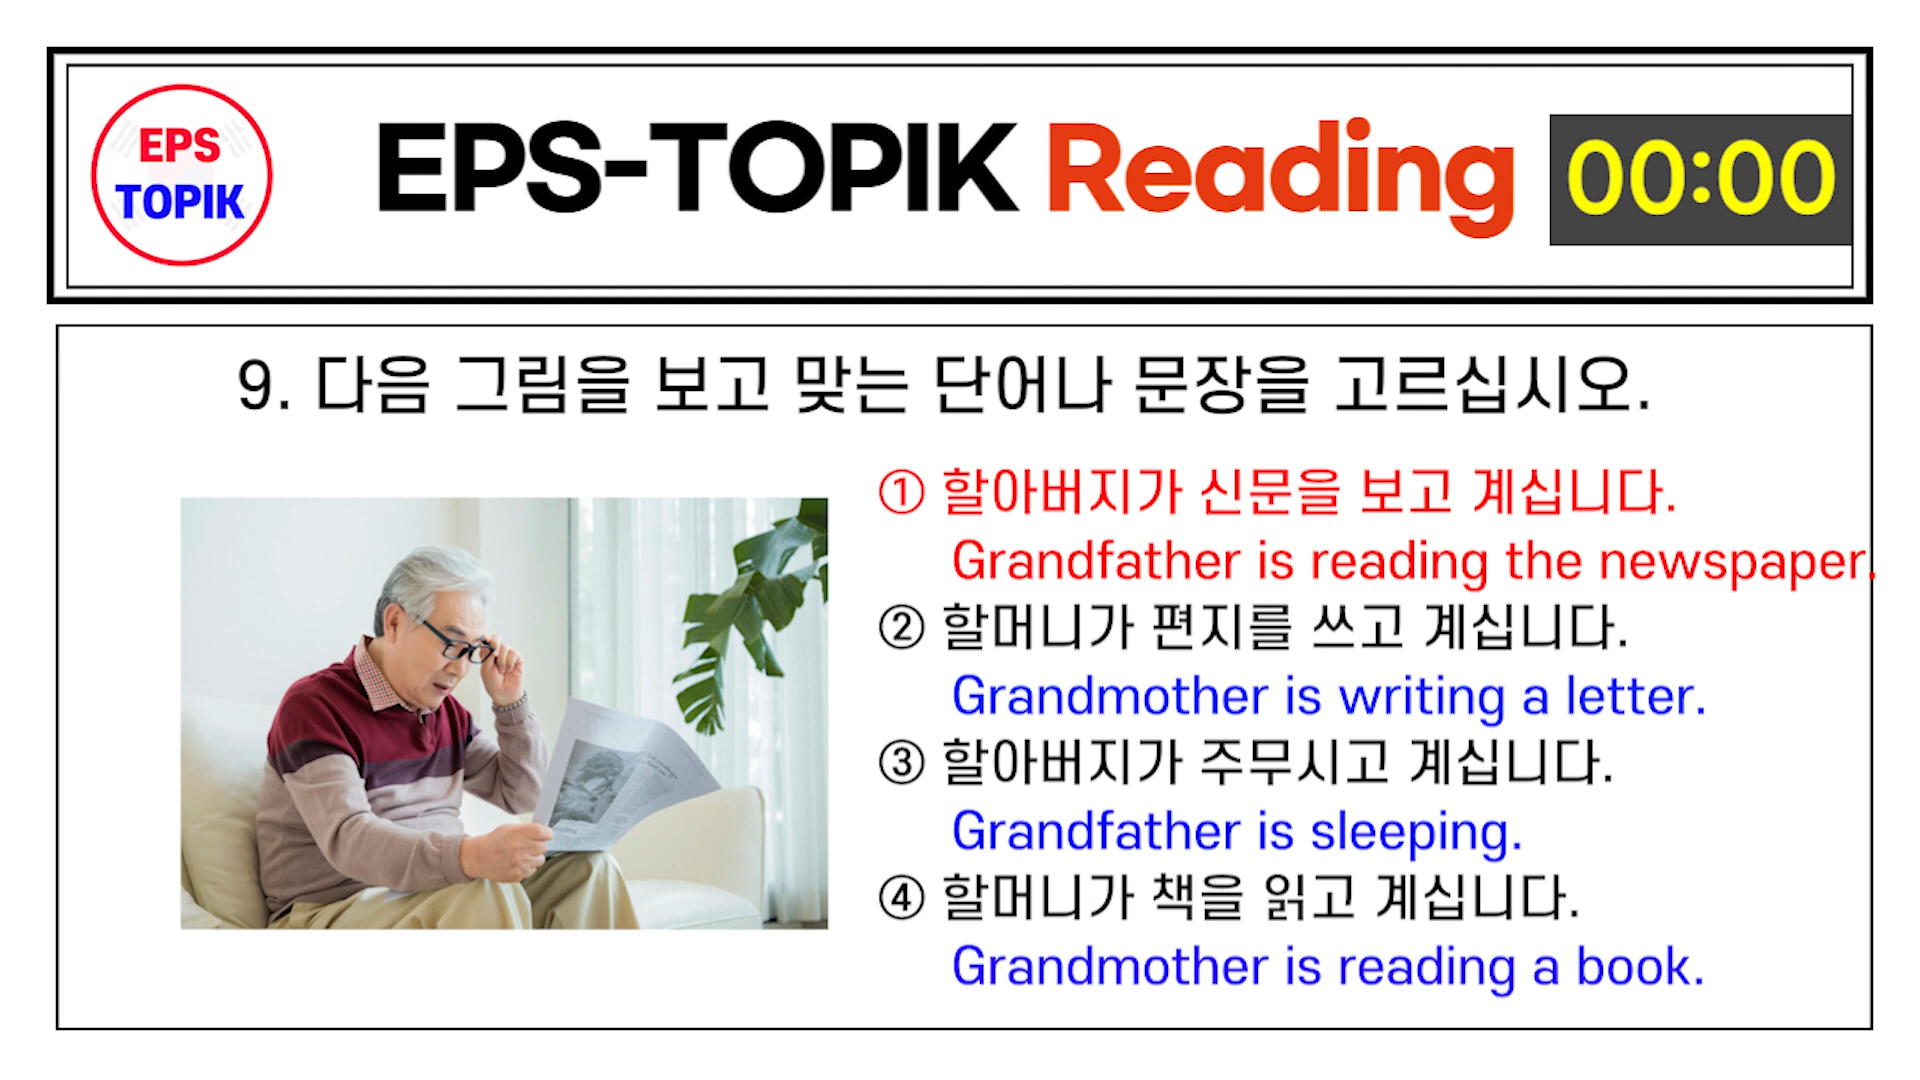 EPS
TOPIK
EPS-TOPIK Reading
00:00
9. 다음 그림을 보고 맞는 단어나 문장을 고르십시오.
① 할아버지가 신문을 보고 계십니다.
Grandfather is reading the newspaper.
② 할머니가 편지를 쓰고 계십니다.
Grandmother is writing a letter.
③ 할아버지가 주무시고 계십니다.
Grandfather is sleeping.
④ 할머니가 책을 읽고 계십니다.
Grandmother is reading a book.